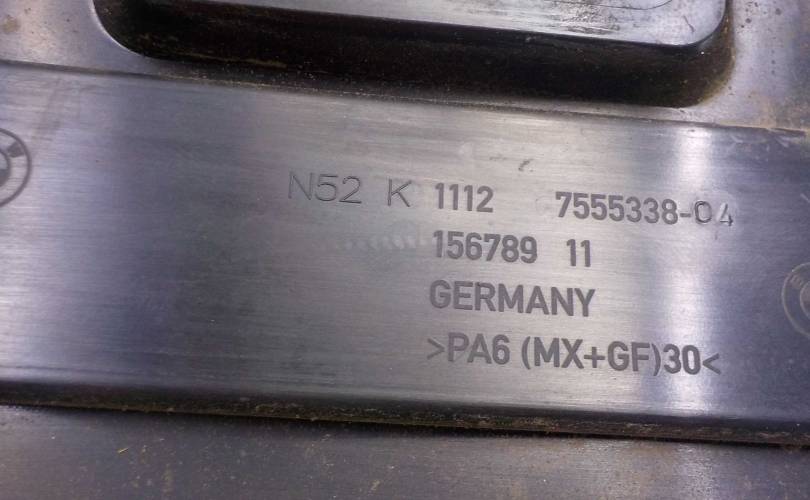 N52 K 1112 7555338-04
156789 11
GERMANY
>PA6 (MX+GF)30<